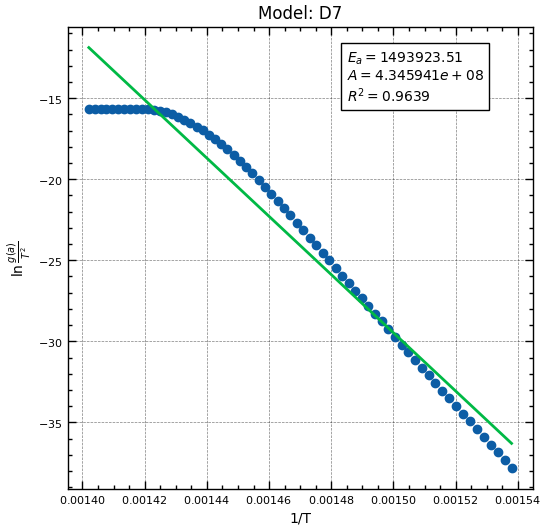 Model: D7
E_a = 1493923.51
A = 4.345941e + 08
R^2 = 0.9639
−15
−20
−25
−30
−35
ln g(a)/T^2
0.00140 0.00142 0.00144 0.00146 0.00148 0.00150 0.00152 0.00154
1/T